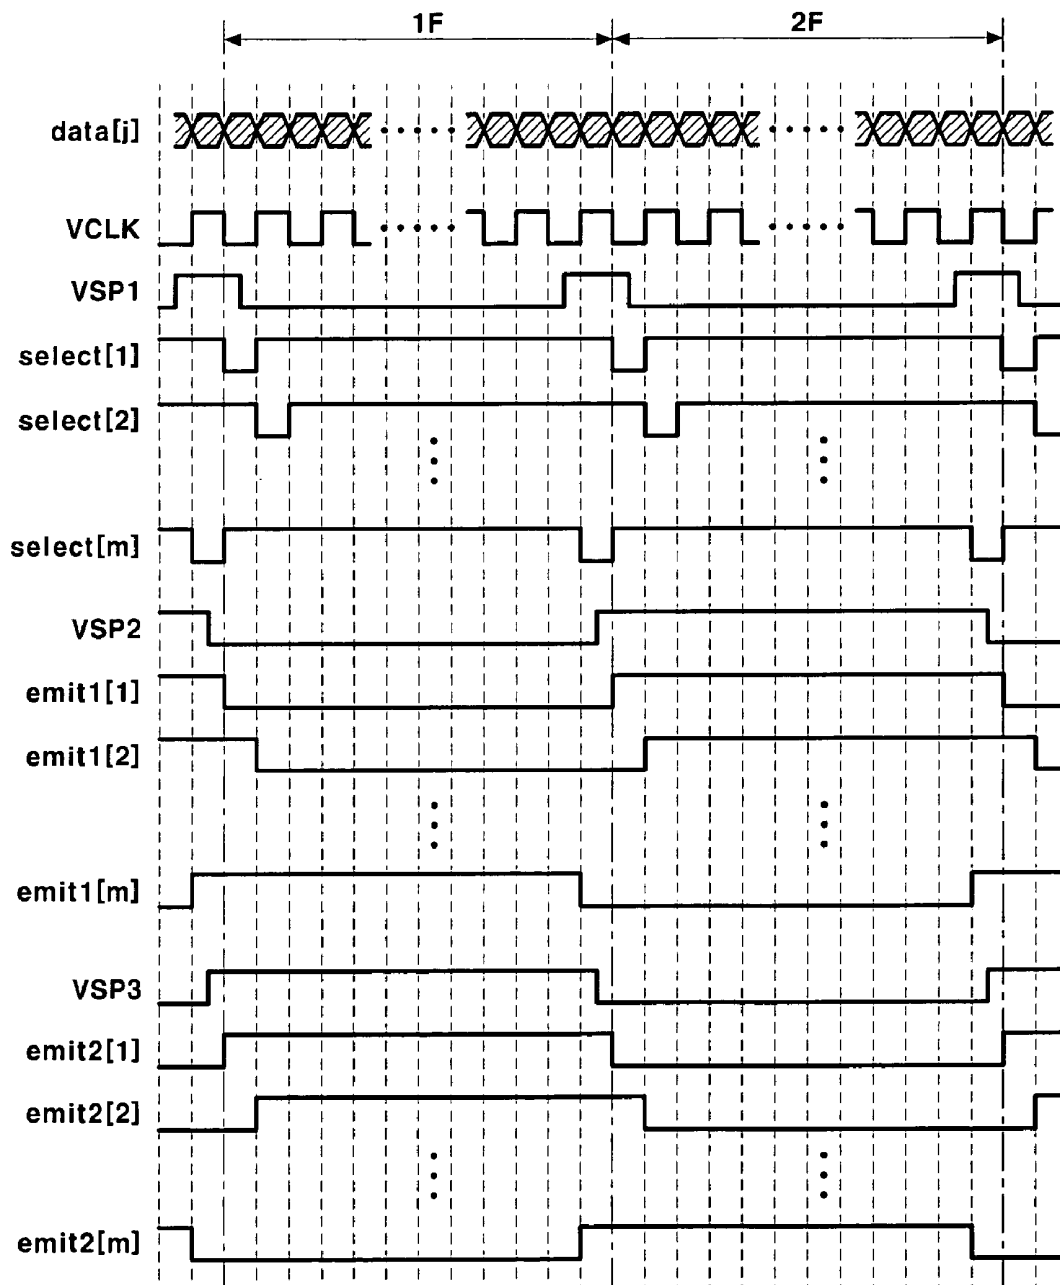 1F 2F
data[j]
VCLK
VSP1
select[1]
select[2]
select[m]
VSP2
emit1[1]
emit1[2]
emit1[m]
VSP3
emit2[1]
emit2[2]
emit2[m]